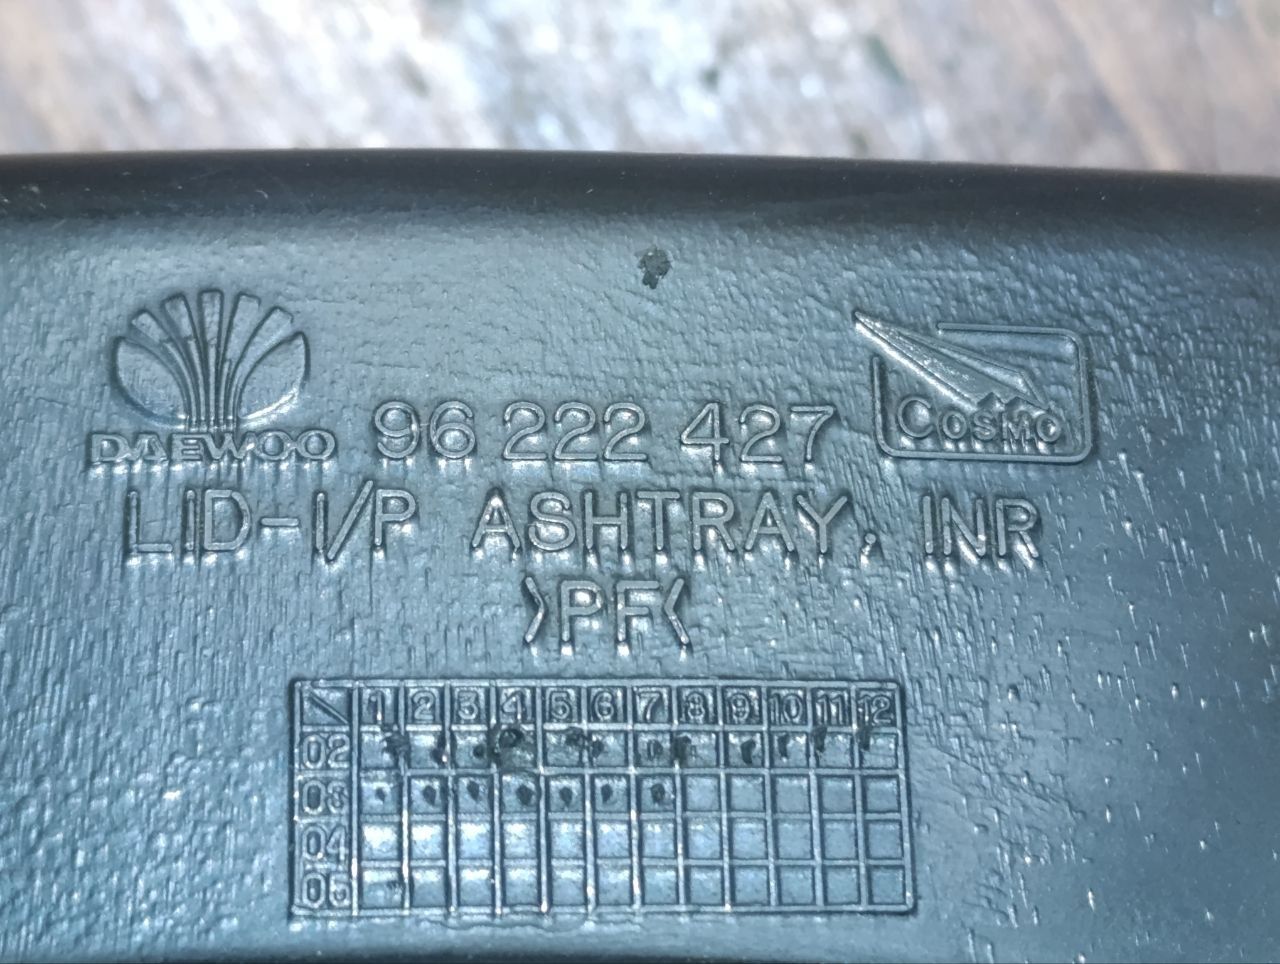 DAEWOO 96 222 427 COSMO
LID-I/P ASHTRAY, INR
>PF<
1 2 3 4 5 6 7 8 9 10 11 12
02
03
04
05